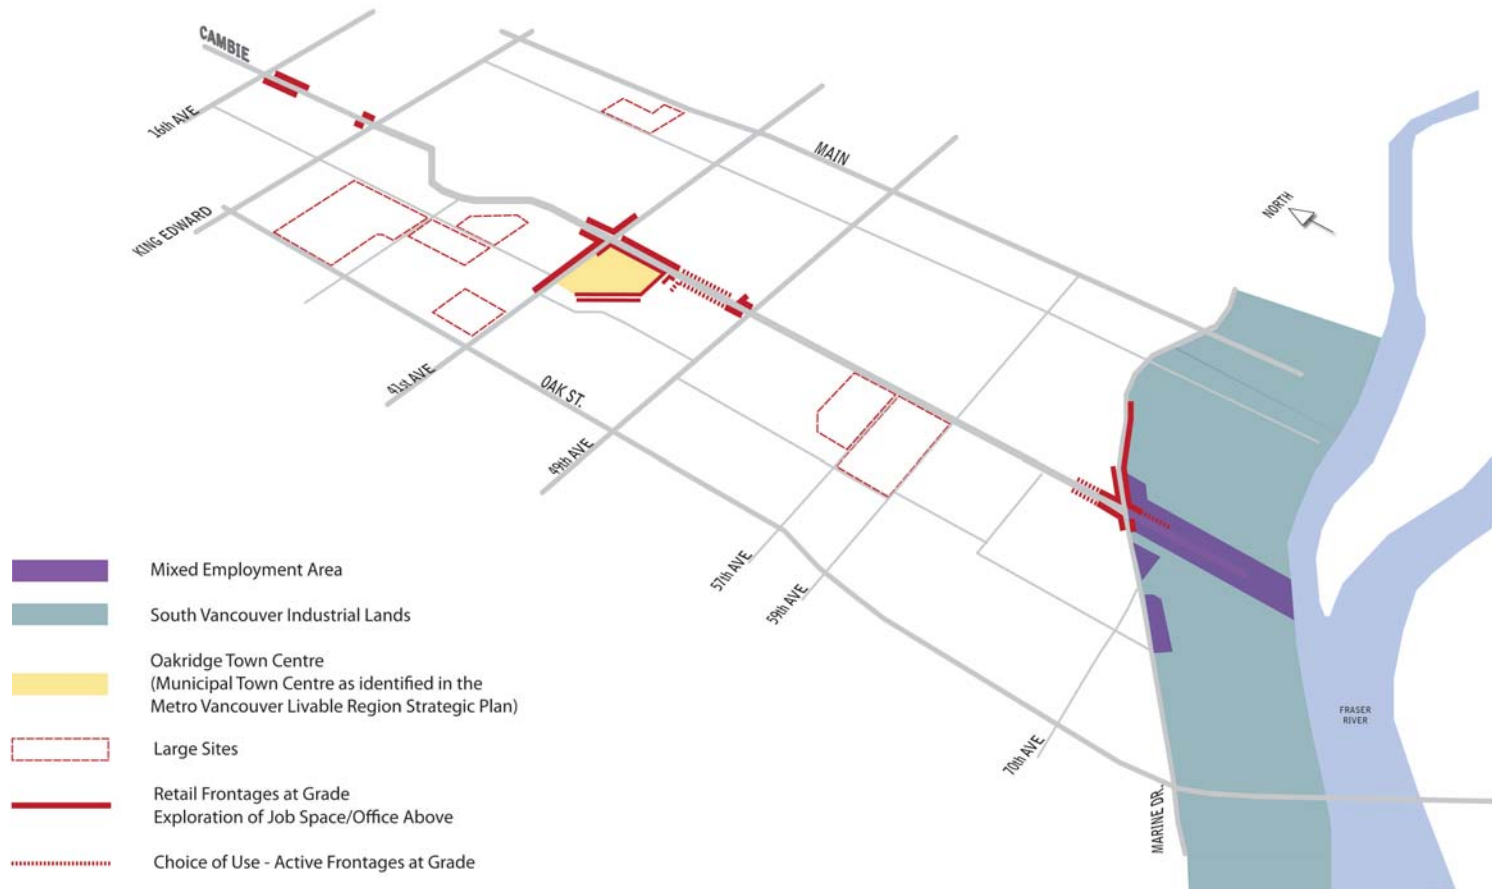 CAMBIE
16th AVE
KING EDWARD
MAIN
NORTH
41st AVE
OAK ST.
49th AVE
57th AVE
59th AVE
70th AVE
MARINE DR.
FRASER
RIVER
Mixed Employment Area
South Vancouver Industrial Lands
Oakridge Town Centre
(Municipal Town Centre as identified in the
Metro Vancouver Livable Region Strategic Plan)
Large Sites
Retail Frontages at Grade
Exploration of Job Space/Office Above
Choice of Use - Active Frontages at Grade